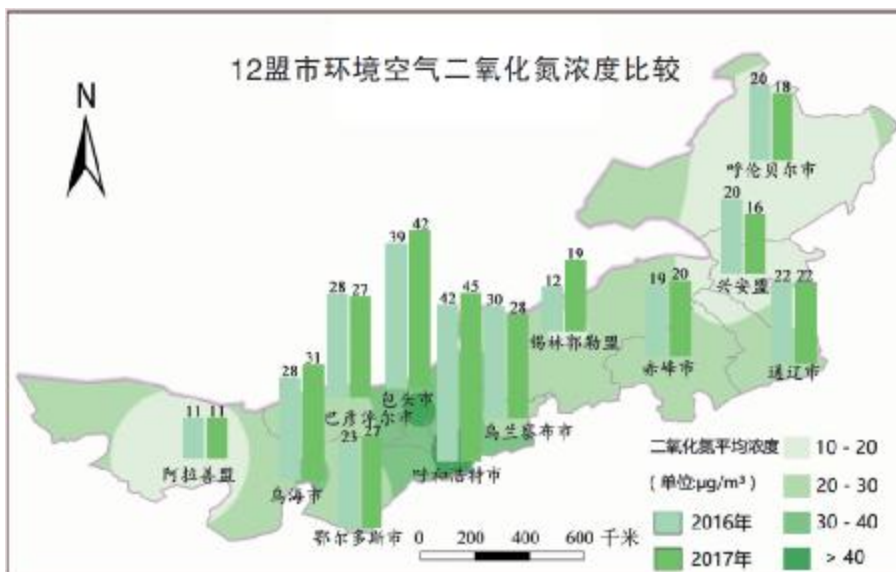 12盟市环境空气二氧化氮浓度比较
N
20
18
呼伦贝尔市
20
16
兴安盟
42
39
19
12
锡林郭勒盟
19 20
赤峰市
22 22
通辽市
28 27
巴彦淖尔市
包头市
42 45
呼和浩特市
30 28
乌兰察布市
28 31
乌海市
23 27
鄂尔多斯市
11 11
阿拉善盟
二氧化氮平均浓度
(单位:μg/m³)
2016年
2017年
10 - 20
20 - 30
30 - 40
> 40
0 200 400 600 千米